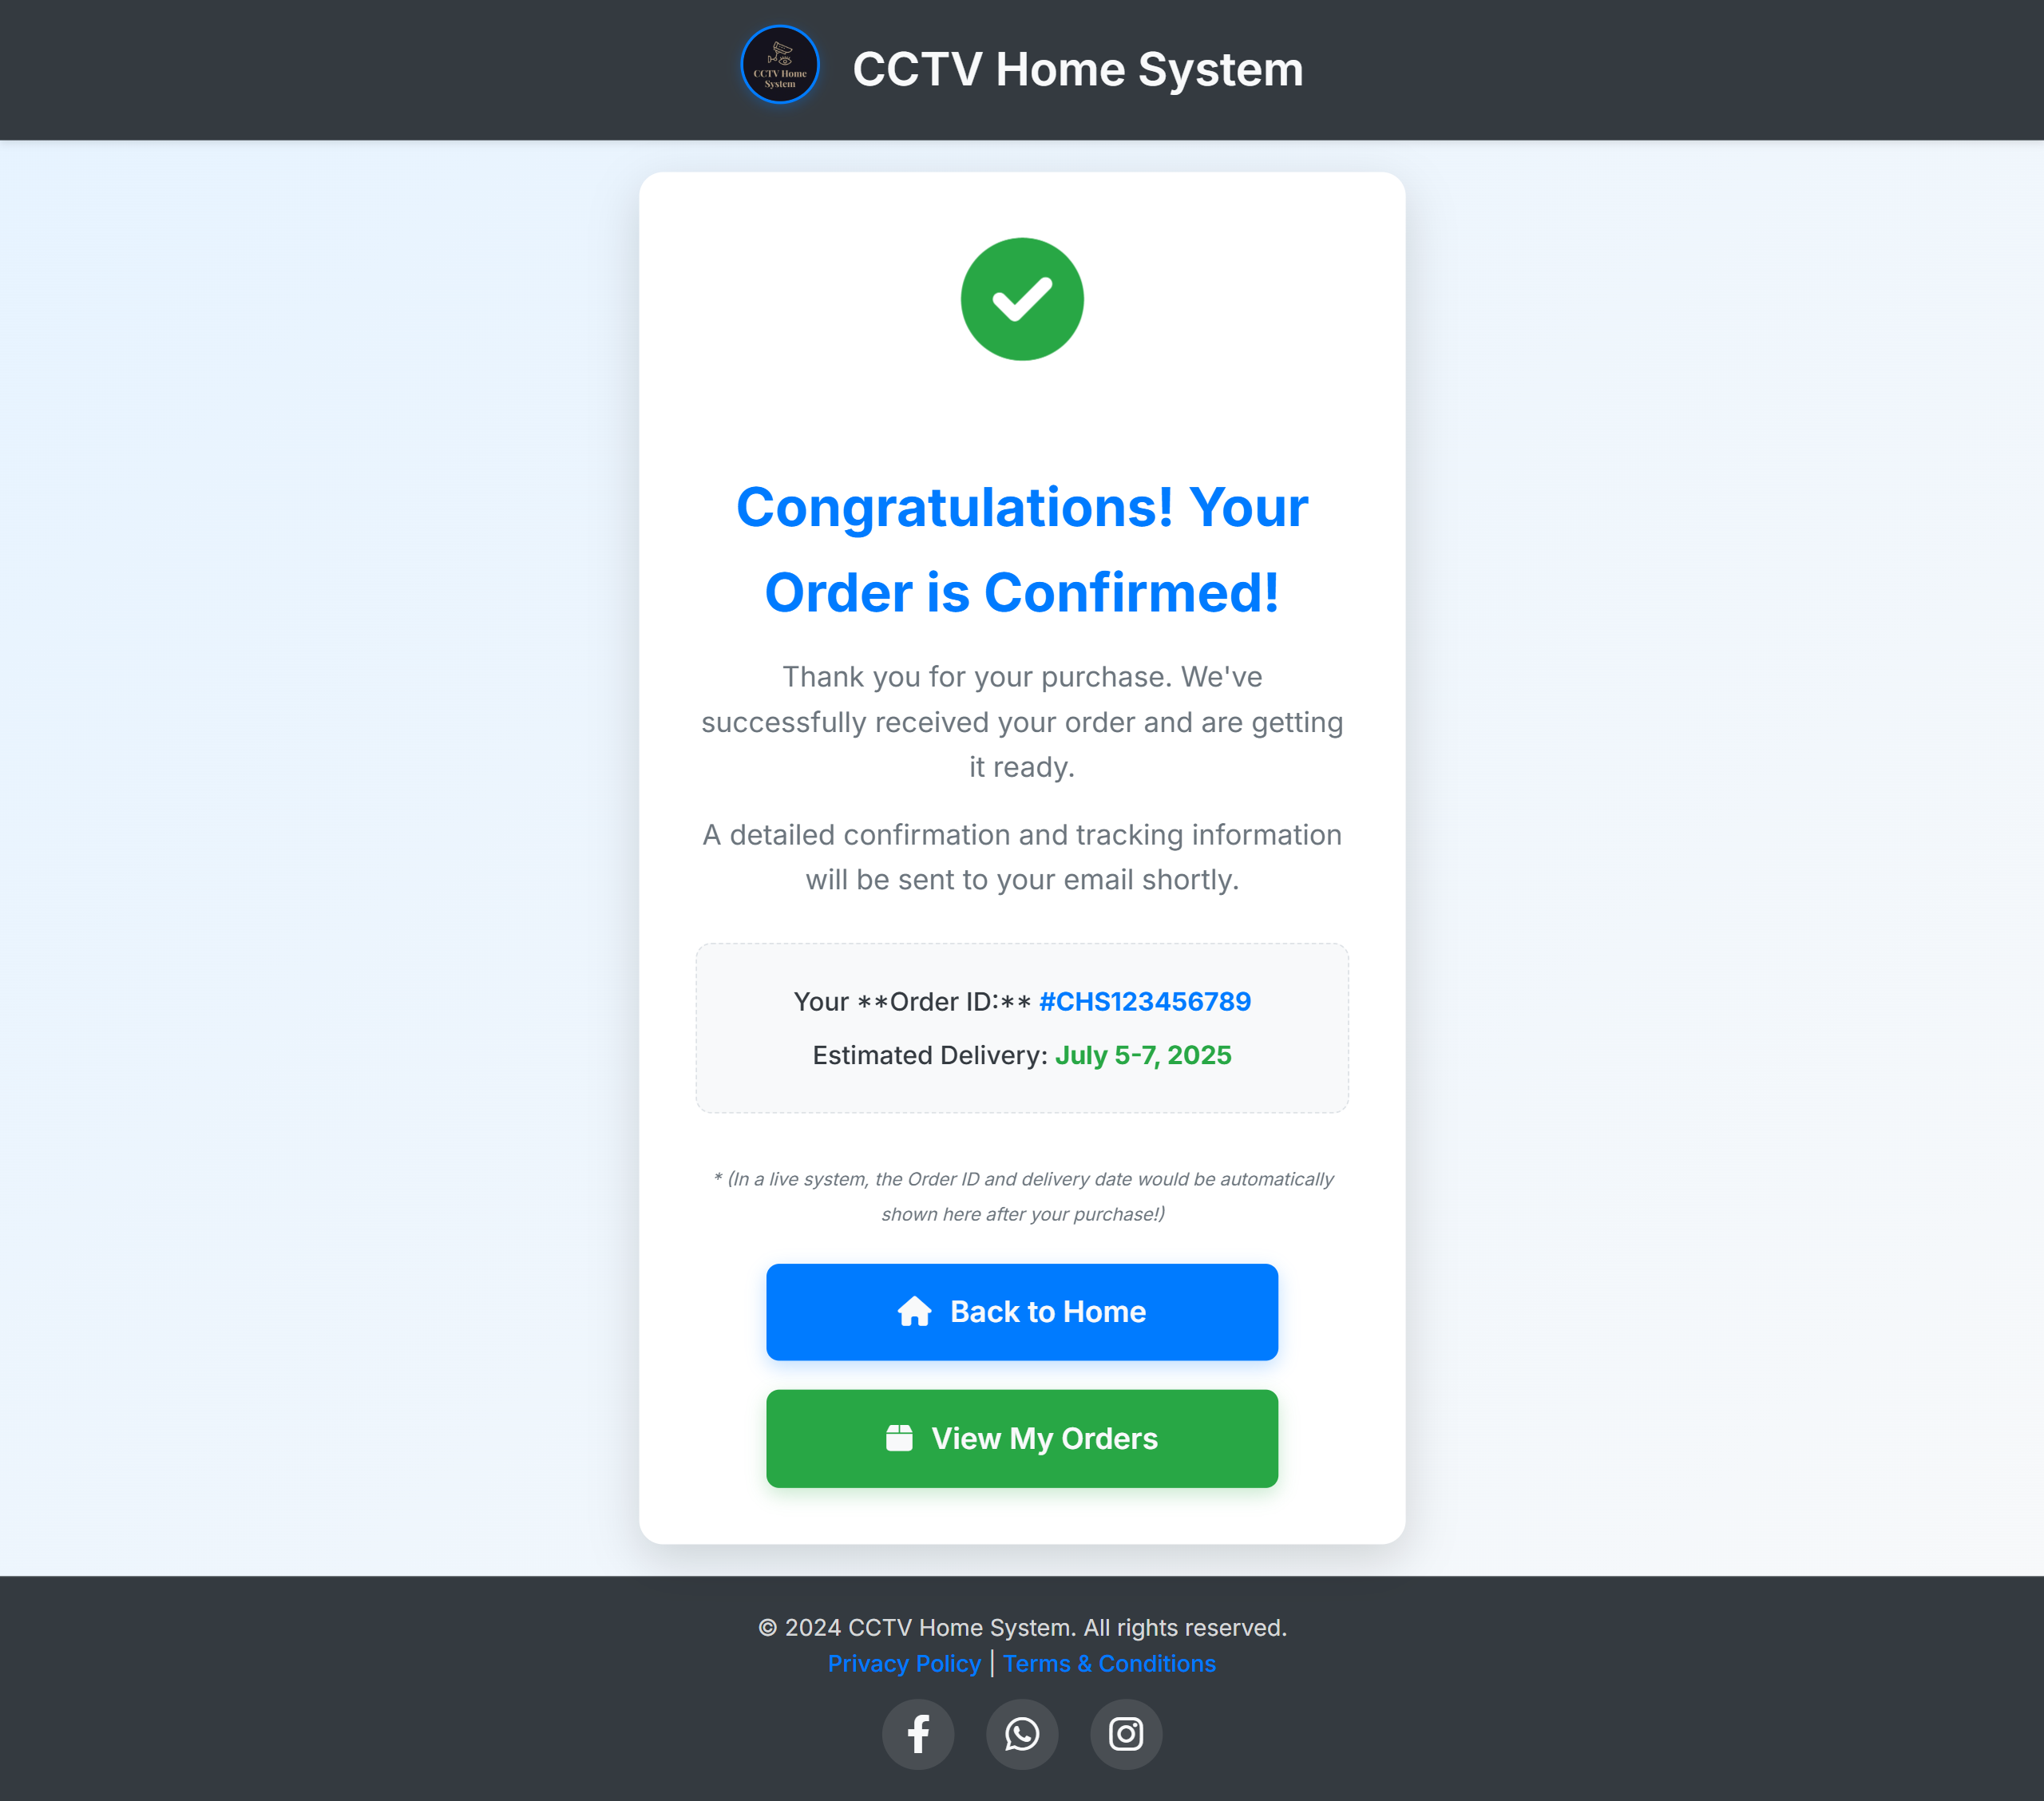 CCTV Home
System
CCTV Home System
Congratulations! Your
Order is Confirmed!
Thank you for your purchase. We've
successfully received your order and are getting
it ready.
A detailed confirmation and tracking information
will be sent to your email shortly.
Your **Order ID:** #CHS123456789
Estimated Delivery: July 5-7, 2025
* (In a live system, the Order ID and delivery date would be automatically
shown here after your purchase!)
Back to Home
View My Orders
© 2024 CCTV Home System. All rights reserved.
Privacy Policy | Terms & Conditions